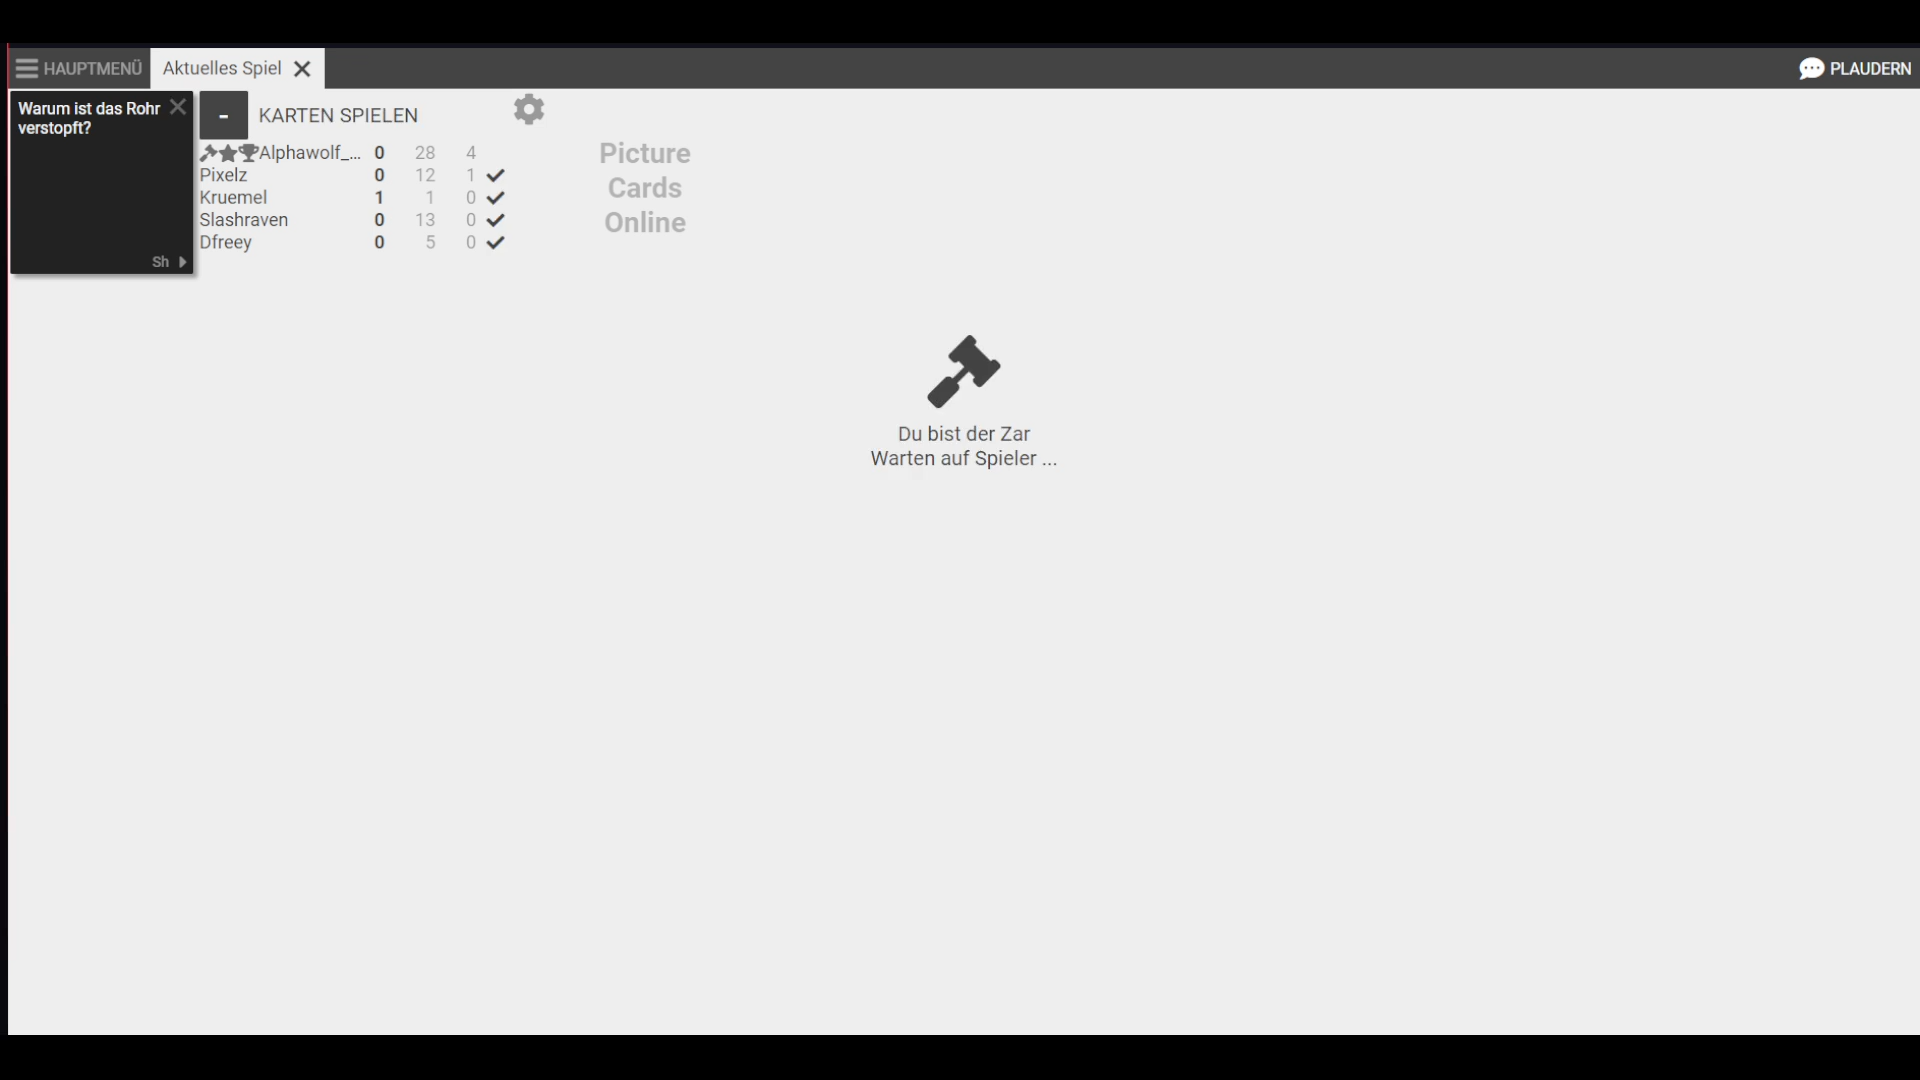 HAUPTMENÜ
Aktuelles Spiel
PLAUDERN
Warum ist das Rohr
verstopft?
Sh
-
KARTEN SPIELEN
Alphawolf_... 0 28 4
Pixelz 0 12 1
Kruemel 1 1 0
Slashraven 0 13 0
Dfreey 0 5 0
Picture
Cards
Online
Du bist der Zar
Warten auf Spieler ...